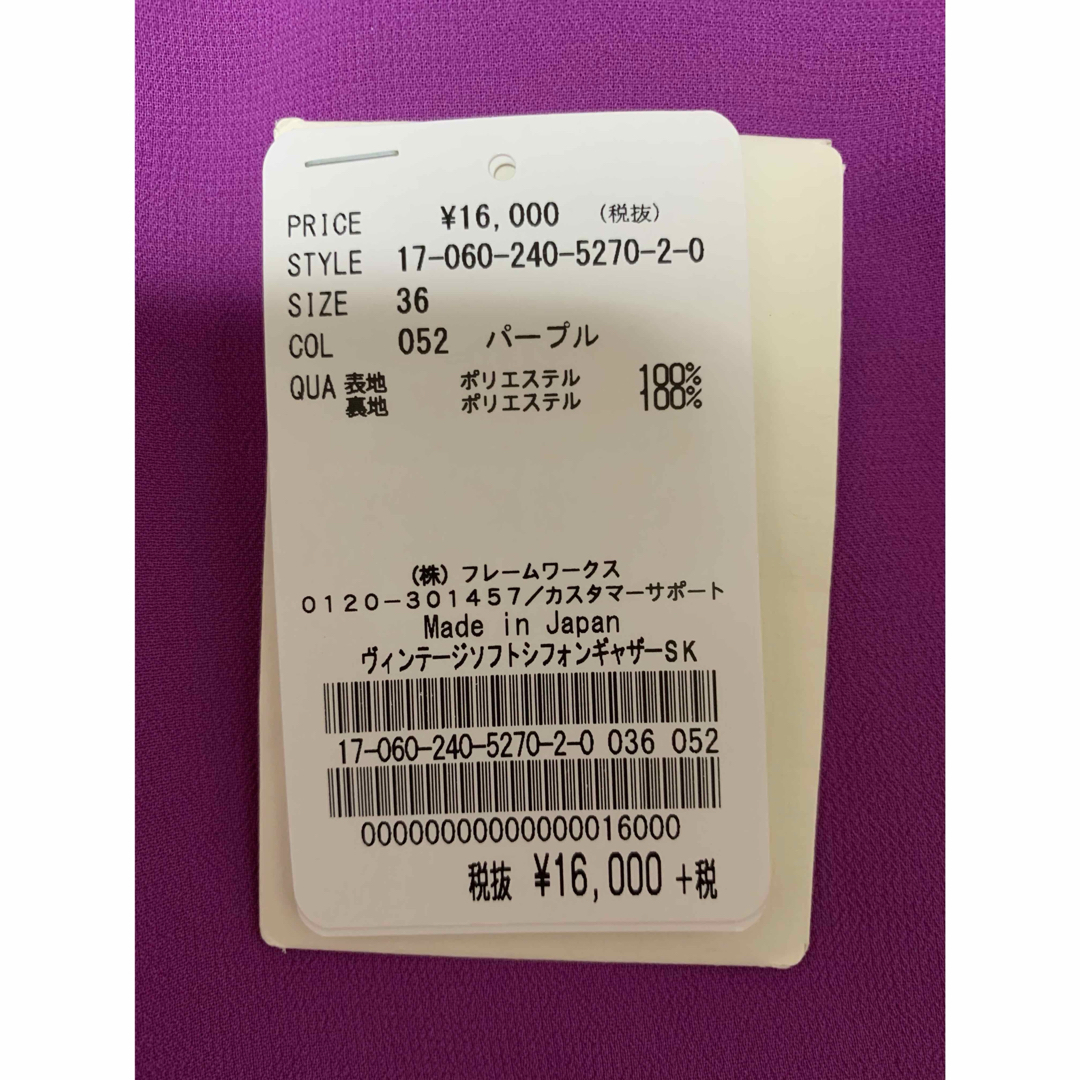 PRICE ¥16,000 (税抜)
STYLE 17-060-240-5270-2-0
SIZE 36
COL 052 パープル
QUA 表地 ポリエステル 100%
裏地 ポリエステル 100%
(株) フレームワークス
0120-301457/カスタマーサポート
Made in Japan
ヴィンテージソフトシフォンギャザーSK
17-060-240-5270-2-0 036 052
00000000000000016000
税抜 ¥16,000 +税